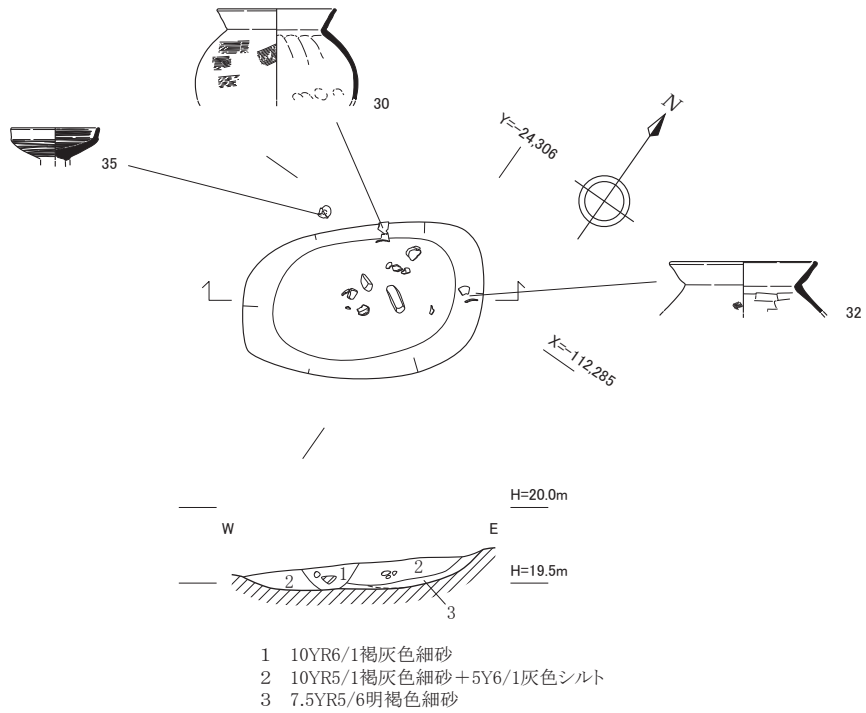 30
35
N
Y=-24,306
32
X=-112,285
H=20.0m
W
E
2
1
2
H=19.5m
3
1 10YR6/1褐灰色細砂
2 10YR5/1褐灰色細砂+5Y6/1灰色シルト
3 7.5YR5/6明褐色細砂